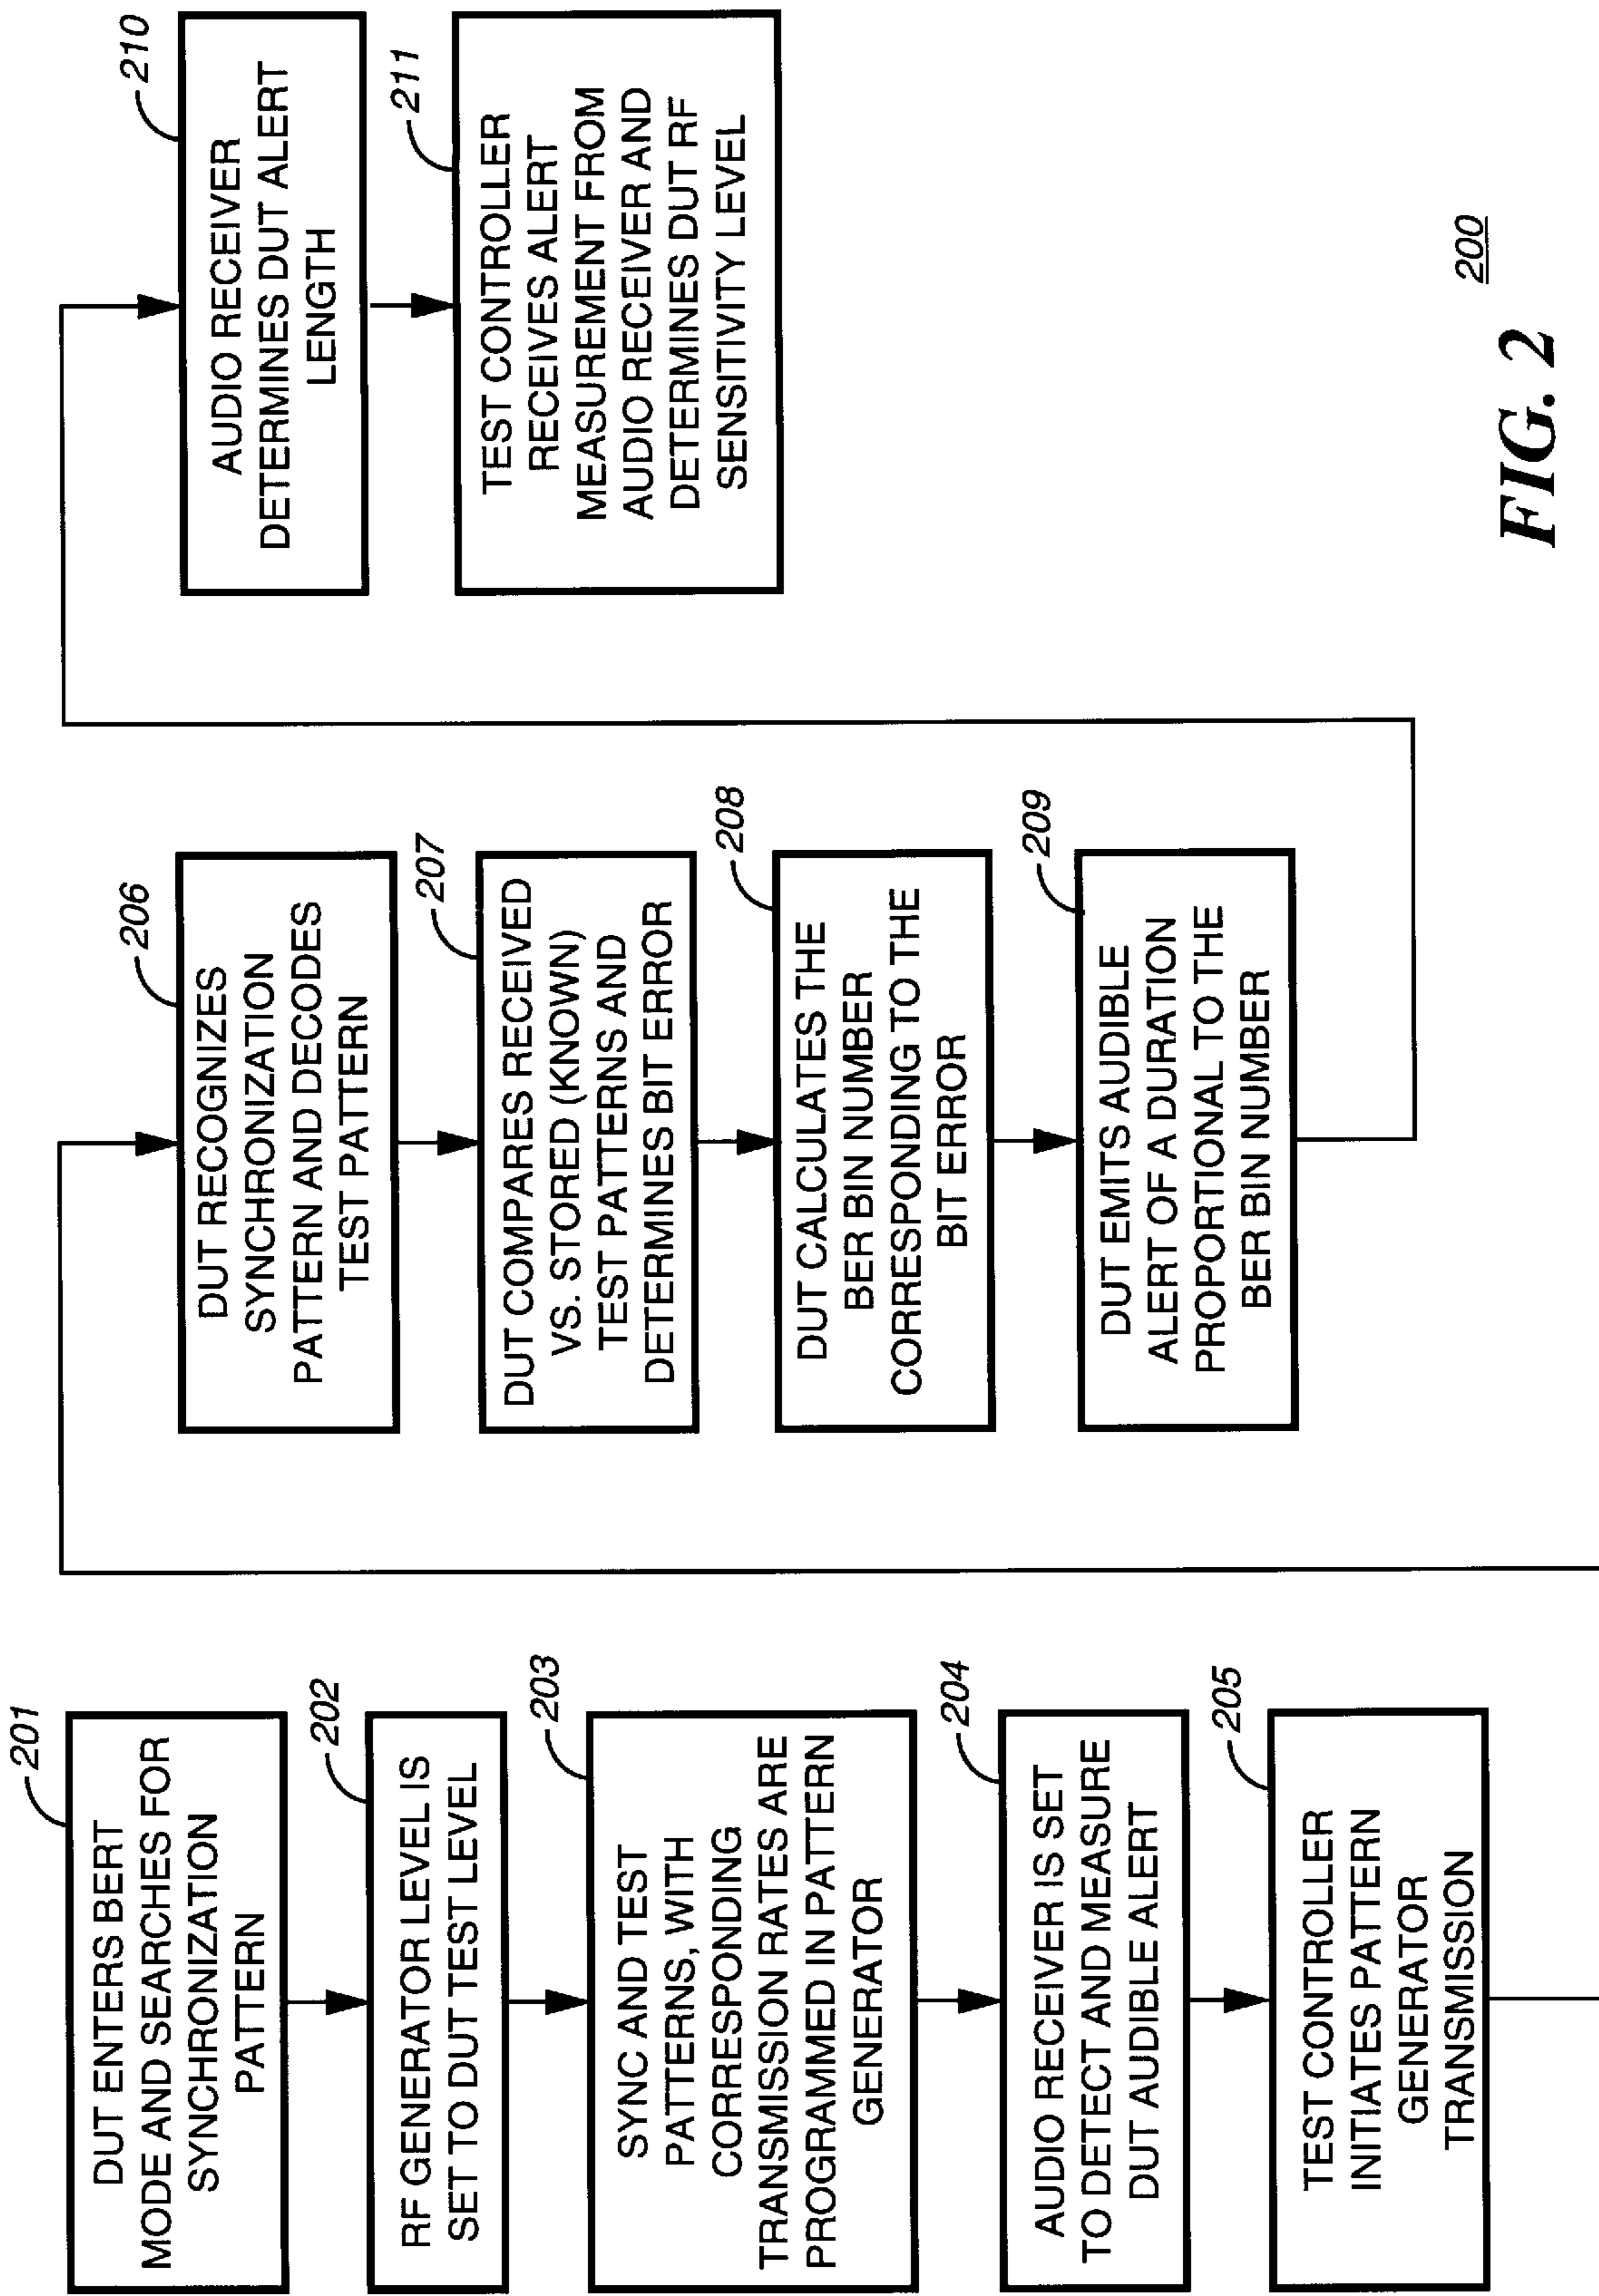 201
DUT ENTERS BERT
MODE AND SEARCHES FOR
SYNCHRONIZATION
PATTERN
202
RF GENERATOR LEVEL IS
SET TO DUT TEST LEVEL
203
SYNC AND TEST
PATTERNS, WITH
CORRESPONDING
TRANSMISSION RATES ARE
PROGRAMMED IN PATTERN
GENERATOR
204
AUDIO RECEIVER IS SET
TO DETECT AND MEASURE
DUT AUDIBLE ALERT
205
TEST CONTROLLER
INITIATES PATTERN
GENERATOR
TRANSMISSION
206
DUT RECOGNIZES
SYNCHRONIZATION
PATTERN AND DECODES
TEST PATTERN
207
DUT COMPARES RECEIVED
VS. STORED (KNOWN)
TEST PATTERNS AND
DETERMINES BIT ERROR
208
DUT CALCULATES THE
BER BIN NUMBER
CORRESPONDING TO THE
BIT ERROR
209
DUT EMITS AUDIBLE
ALERT OF A DURATION
PROPORTIONAL TO THE
BER BIN NUMBER
210
AUDIO RECEIVER
DETERMINES DUT ALERT
LENGTH
211
TEST CONTROLLER
RECEIVES ALERT
MEASUREMENT FROM
AUDIO RECEIVER AND
DETERMINES DUT RF
SENSITIVITY LEVEL
200
FIG. 2